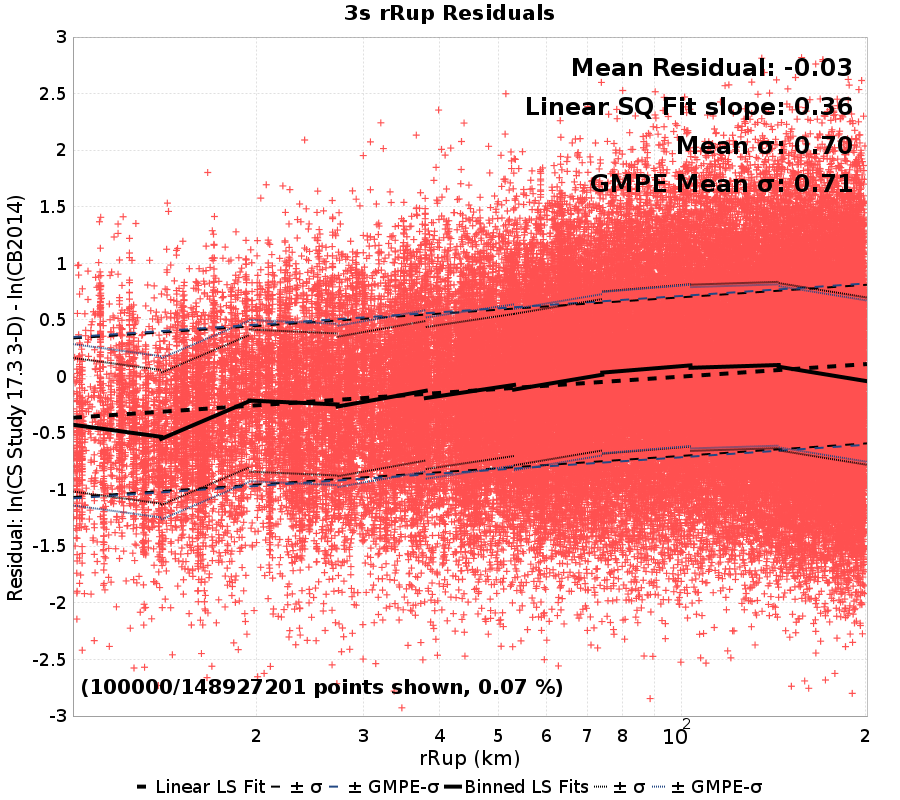 3s rRup Residuals
Mean Residual: -0.03
Linear SQ Fit slope: 0.36
Mean σ: 0.70
GMPE Mean σ: 0.71
Residual: ln(CS Study 17.3 3-D) - ln(CB2014)
3
2.5
2
1.5
1
0.5
0
-0.5
-1
-1.5
-2
-2.5
-3
(100000/148927201 points shown, 0.07 %)
2 3 4 5 6 7 8 10² 2
rRup (km)
Linear LS Fit ± σ ± GMPE-σ Binned LS Fits ± σ ± GMPE-σ